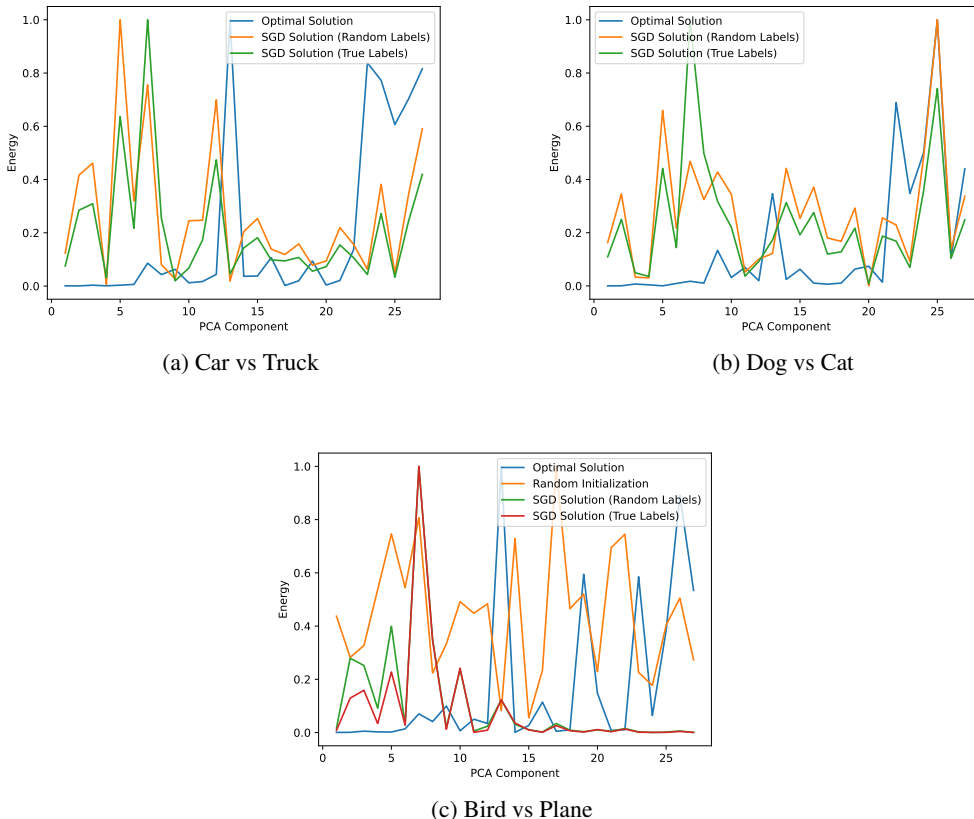 Optimal Solution
SGD Solution (Random Labels)
SGD Solution (True Labels)
1.0
0.8
0.6
0.4
0.2
0.0
Energy
0 5 10 15 20 25
PCA Component
(a) Car vs Truck
Optimal Solution
SGD Solution (Random Labels)
SGD Solution (True Labels)
1.0
0.8
0.6
0.4
0.2
0.0
Energy
0 5 10 15 20 25
PCA Component
(b) Dog vs Cat
Optimal Solution
Random Initialization
SGD Solution (Random Labels)
SGD Solution (True Labels)
1.0
0.8
0.6
0.4
0.2
0.0
Energy
0 5 10 15 20 25
PCA Component
(c) Bird vs Plane